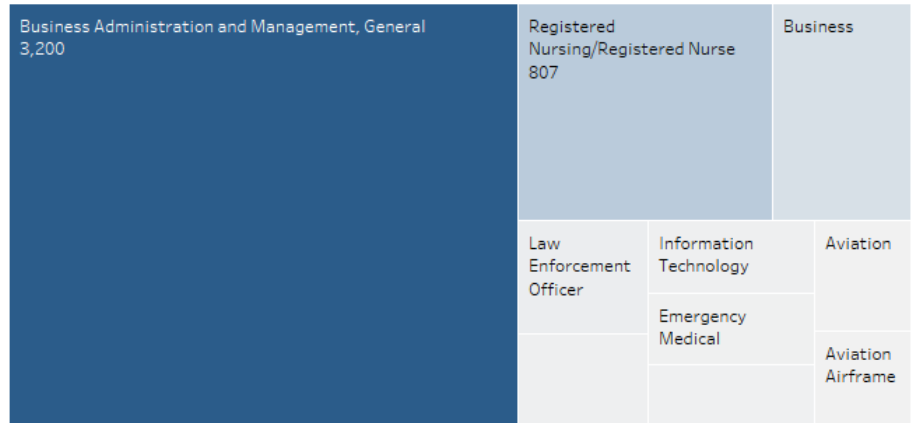 Business Administration and Management, General
3,200
Registered
Nursing/Registered Nurse
807
Business
Law
Enforcement
Officer
Information
Technology
Emergency
Medical
Aviation
Aviation
Airframe